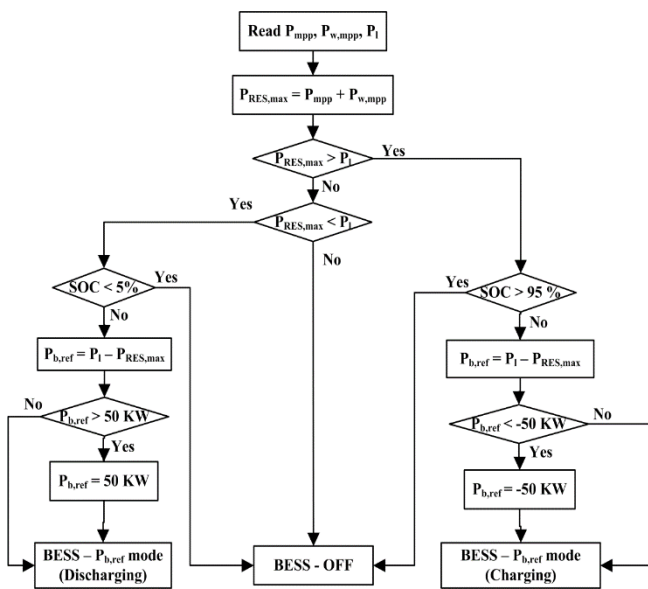 Read P_mpp, P_w,mpp, P_l
P_RES,max = P_mpp + P_w,mpp
P_RES,max > P_l
Yes
No
Yes
P_RES,max < P_l
No
SOC < 5%
Yes
No
Yes
SOC > 95 %
No
P_b,ref = P_l – P_RES,max
P_b,ref = P_l – P_RES,max
No
P_b,ref > 50 KW
Yes
P_b,ref < -50 KW
No
Yes
P_b,ref = 50 KW
P_b,ref = -50 KW
BESS – P_b,ref mode
(Discharging)
BESS - OFF
BESS – P_b,ref mode
(Charging)